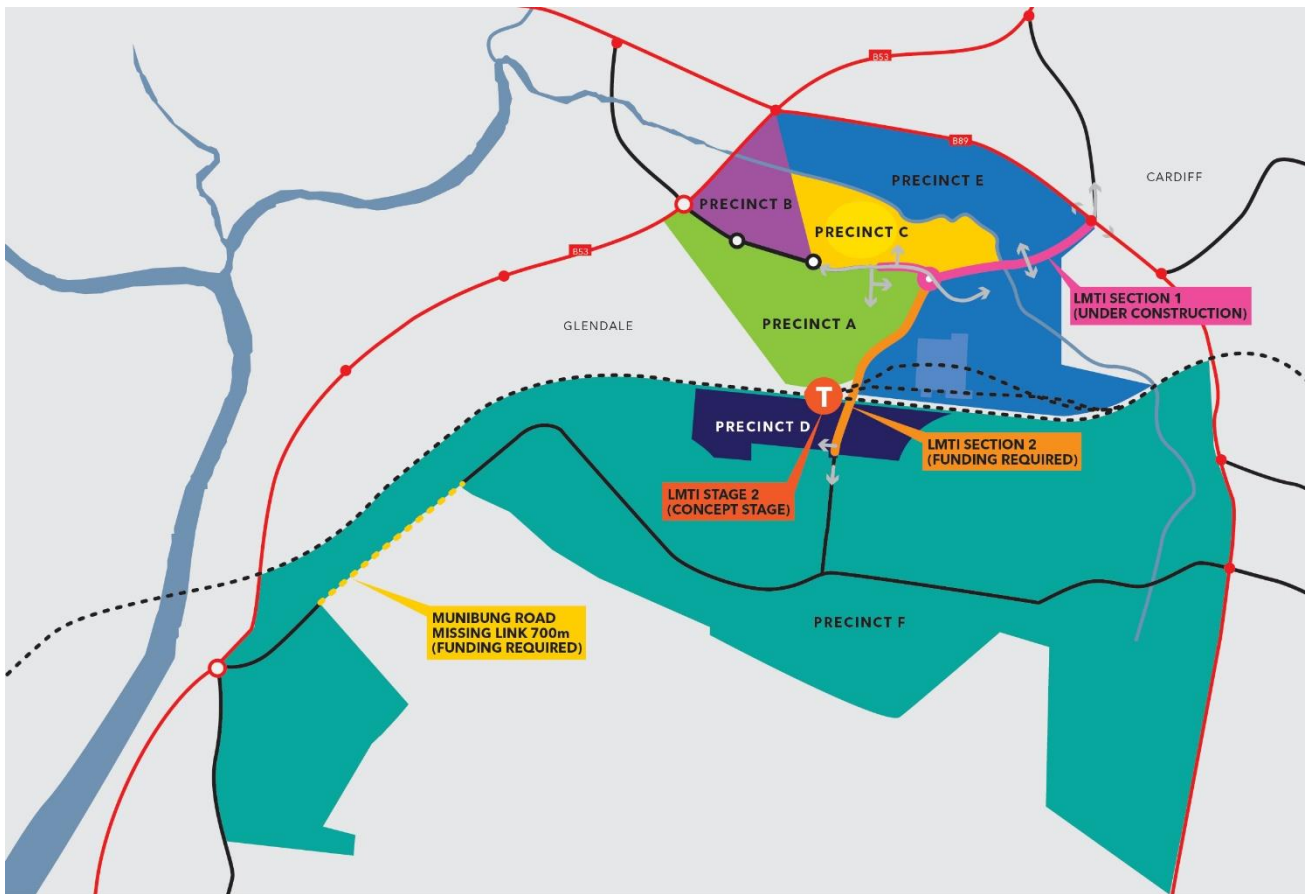 B53
B89
PRECINCT E
CARDIFF
PRECINCT B
PRECINCT C
B53
LMTI SECTION 1
(UNDER CONSTRUCTION)
GLENDALE
PRECINCT A
T
PRECINCT D
LMTI SECTION 2
(FUNDING REQUIRED)
LMTI STAGE 2
(CONCEPT STAGE)
MUNIBUNG ROAD
MISSING LINK 700m
(FUNDING REQUIRED)
PRECINCT F